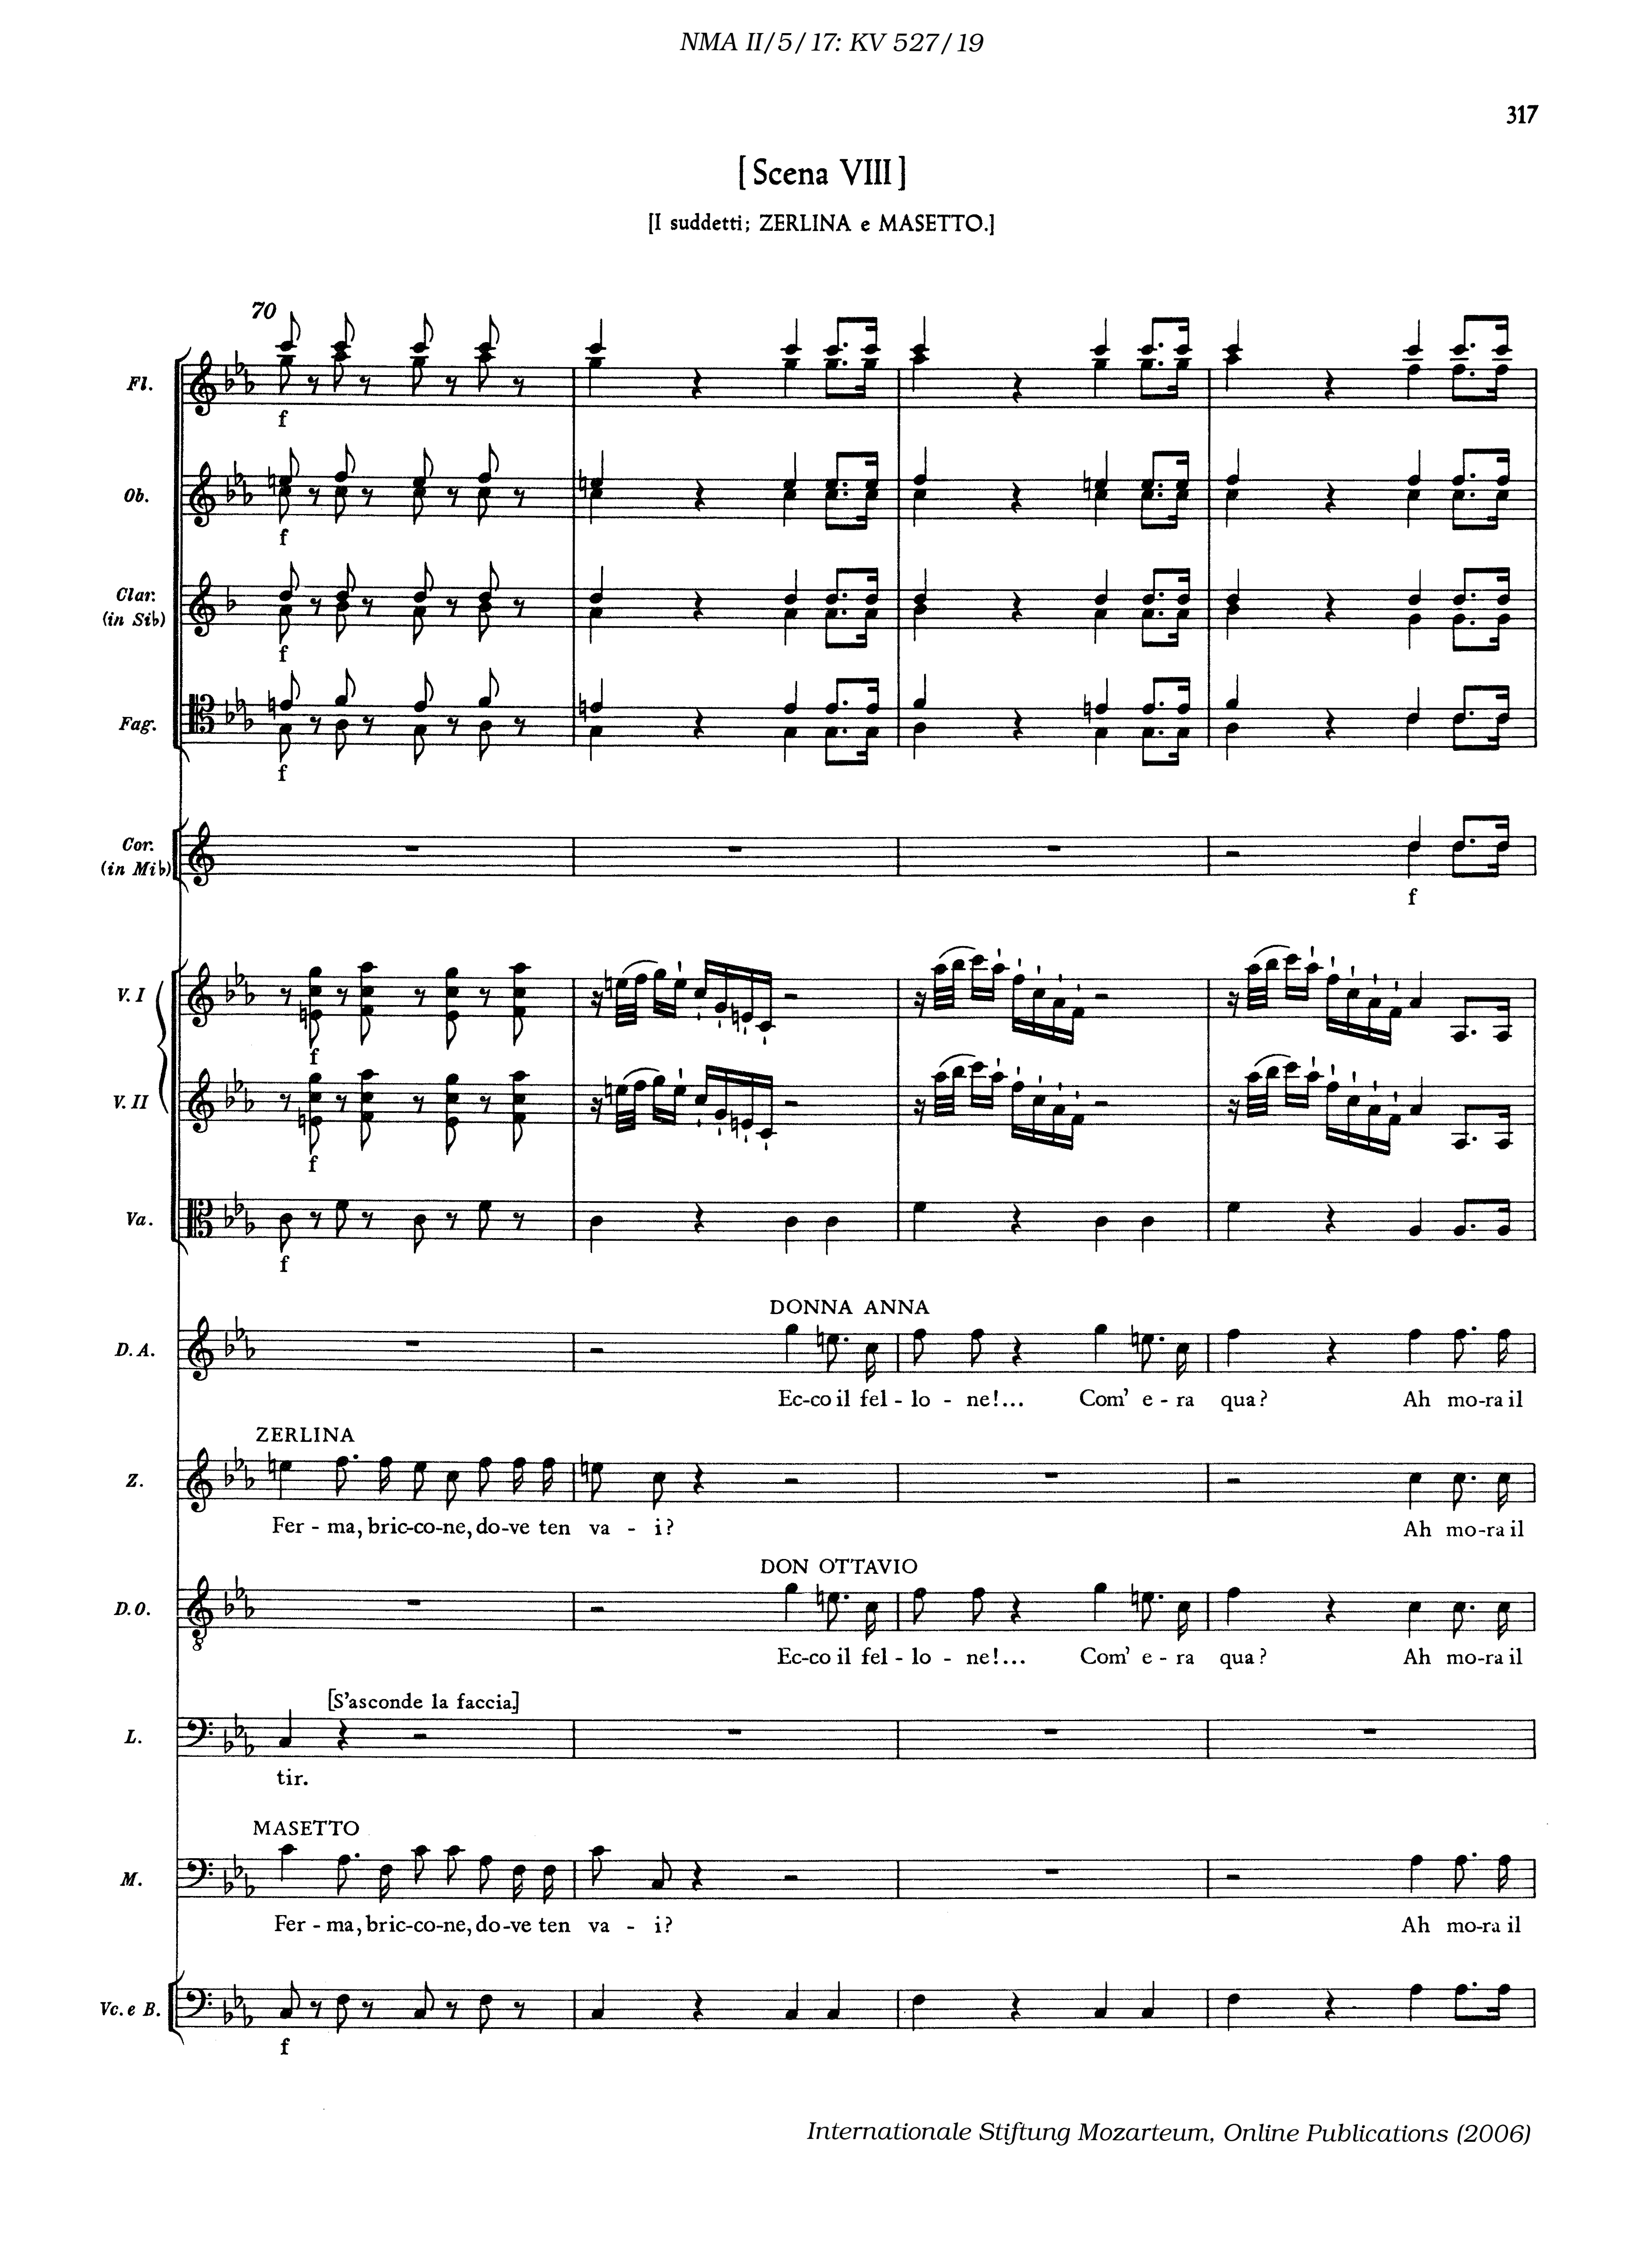 NMA II/5/17: KV 527/19
317
[Scena VIII]
[I suddetti; ZERLINA e MASETTO.]
70
Fl.
f
Ob.
f
Clar.
(in Si♭)
f
Fag.
f
Cor.
(in Mi♭)
f
V. I
f
V. II
f
Va.
f
DONNA ANNA
D. A.
Ec-co il fel - lo - ne!... Com' e - ra qua? Ah mo-ra il
ZERLINA
Z.
Fer - ma, bric-co-ne, do-ve ten va - i? Ah mo-ra il
DON OTTAVIO
D. O.
8
Ec-co il fel - lo - ne!... Com' e - ra qua? Ah mo-ra il
[S'asconde la faccia.]
L.
tir.
MASETTO
M.
Fer - ma, bric-co-ne, do-ve ten va - i? Ah mo-ra il
Vc. e B.
f
Internationale Stiftung Mozarteum, Online Publications (2006)